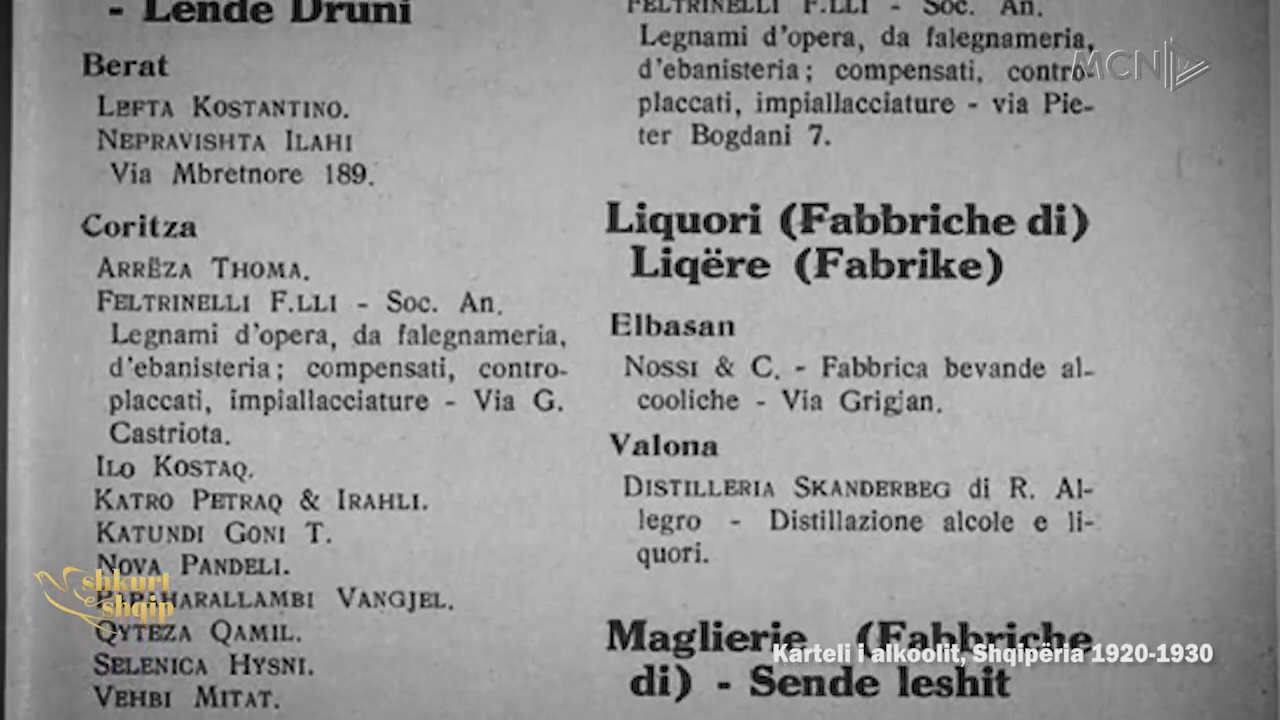 - Lende Druni
Berat
LEFTA KOSTANTINO.
NEPRAVISHTA ILAHI
Via Mbretnore 189.
Coritza
ARRËZA THOMA.
FELTRINELLI F.LLI - Soc. An.
Legnami d'opera, da falegnameria,
d'ebanisteria; compensati, contro-
placcati, impiallacciature - Via G.
Castriota.
ILO KOSTAQ.
KATRO PETRAQ & IRAHLI.
KATUNDI GONI T.
NOVA PANDELI.
PAPAHARALLAMBI VANGJEL.
QYTEZA QAMIL.
SELENICA HYSNI.
VEHBI MITAT.
FELTRINELLI F.LLI - Soc. An.
Legnami d'opera, da falegnameria,
d'ebanisteria; compensati, contro-
placcati, impiallacciature - via Pie-
ter Bogdani 7.
Liquori (Fabbriche di)
Liqëre (Fabrike)
Elbasan
NOSSI & C. - Fabbrica bevande al-
cooliche - Via Grigjan.
Valona
DISTILLERIA SKANDERBEG di R. Al-
legro - Distillazione alcole e li-
quori.
Maglierie (Fabbriche
di) - Sende leshit
MCN TV
shkurt
e shqip
Karteli i alkoolit, Shqipëria 1920-1930